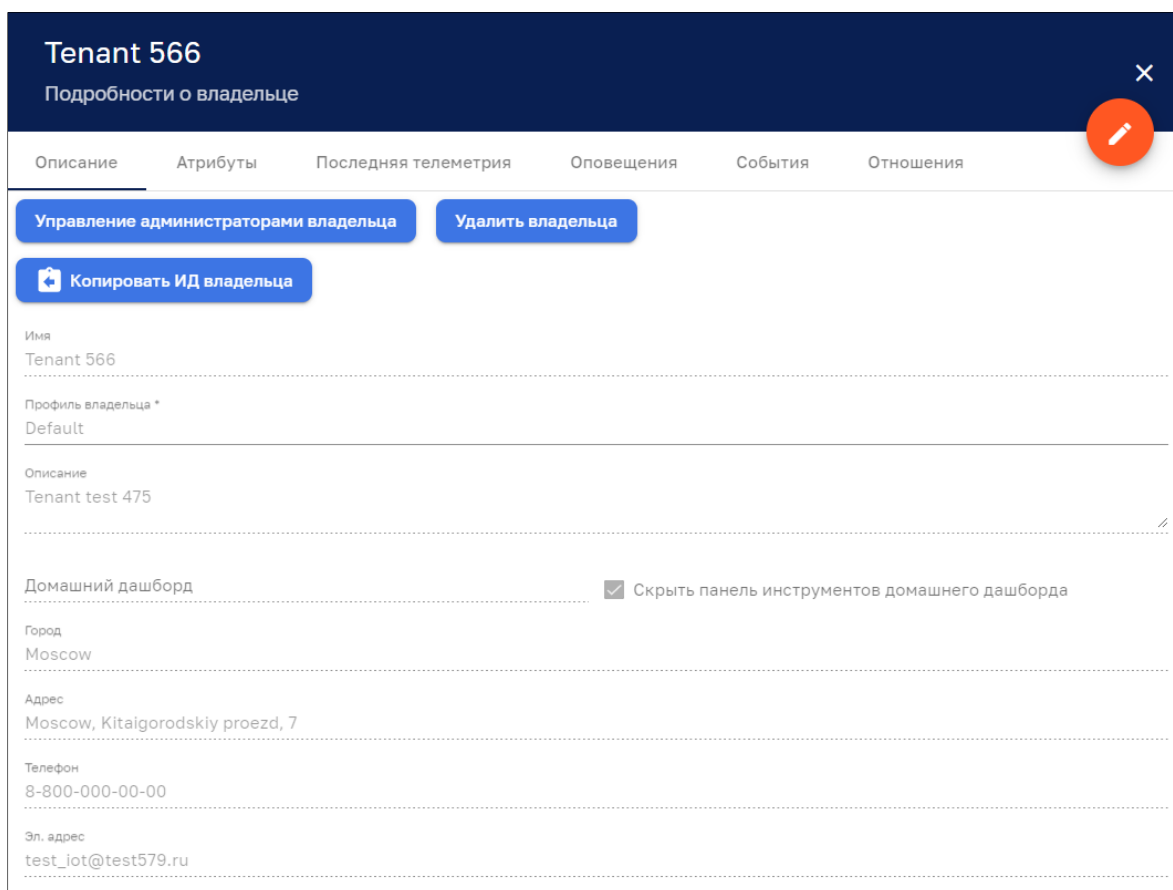 Tenant 566
Подробности о владельце
Описание Атрибуты Последняя телеметрия Оповещения События Отношения
Управление администраторами владельца Удалить владельца
Копировать ИД владельца
Имя
Tenant 566
Профиль владельца *
Default
Описание
Tenant test 475
Домашний дашборд Скрыть панель инструментов домашнего дашборда
Город
Moscow
Адрес
Moscow, Kitaigorodskiy proezd, 7
Телефон
8-800-000-00-00
Эл. адрес
test_iot@test579.ru